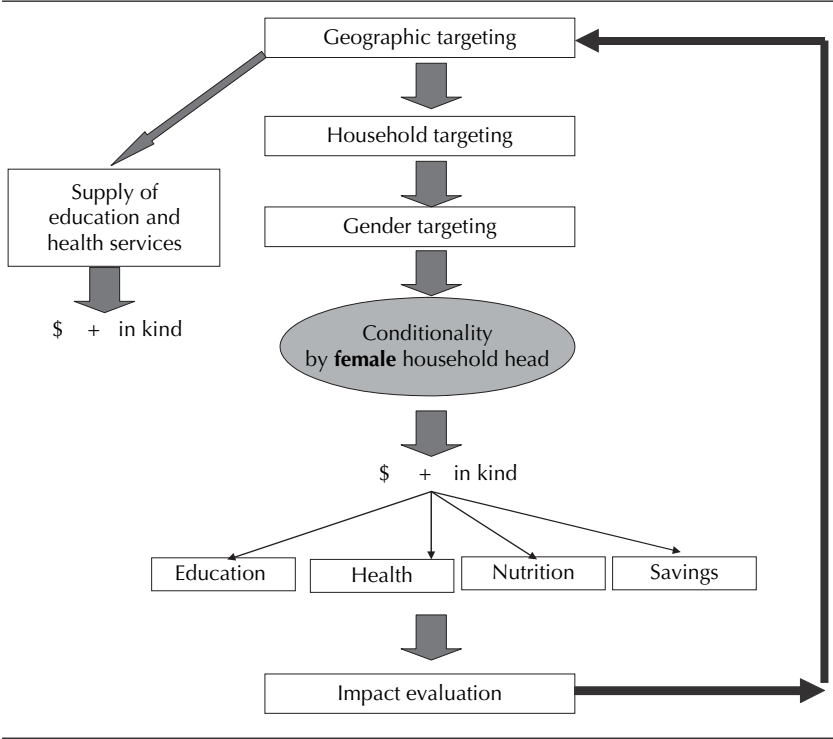 Geographic targeting
Household targeting
Supply of
education and
health services
Gender targeting
$ + in kind
Conditionality
by female household head
$ + in kind
Education
Health
Nutrition
Savings
Impact evaluation